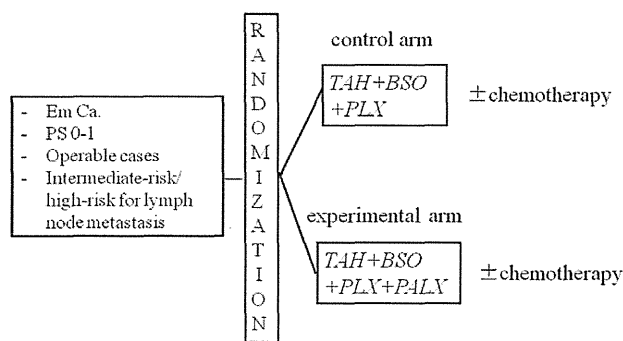 - Em Ca.
- PS 0-1
- Operable cases
- Intermediate-risk/
high-risk for lymph
node metastasis
R
A
N
D
O
M
I
Z
A
T
I
O
N
control arm
TAH+BSO
+PLX
±chemotherapy
experimental arm
TAH+BSO
+PLX+PALX
±chemotherapy